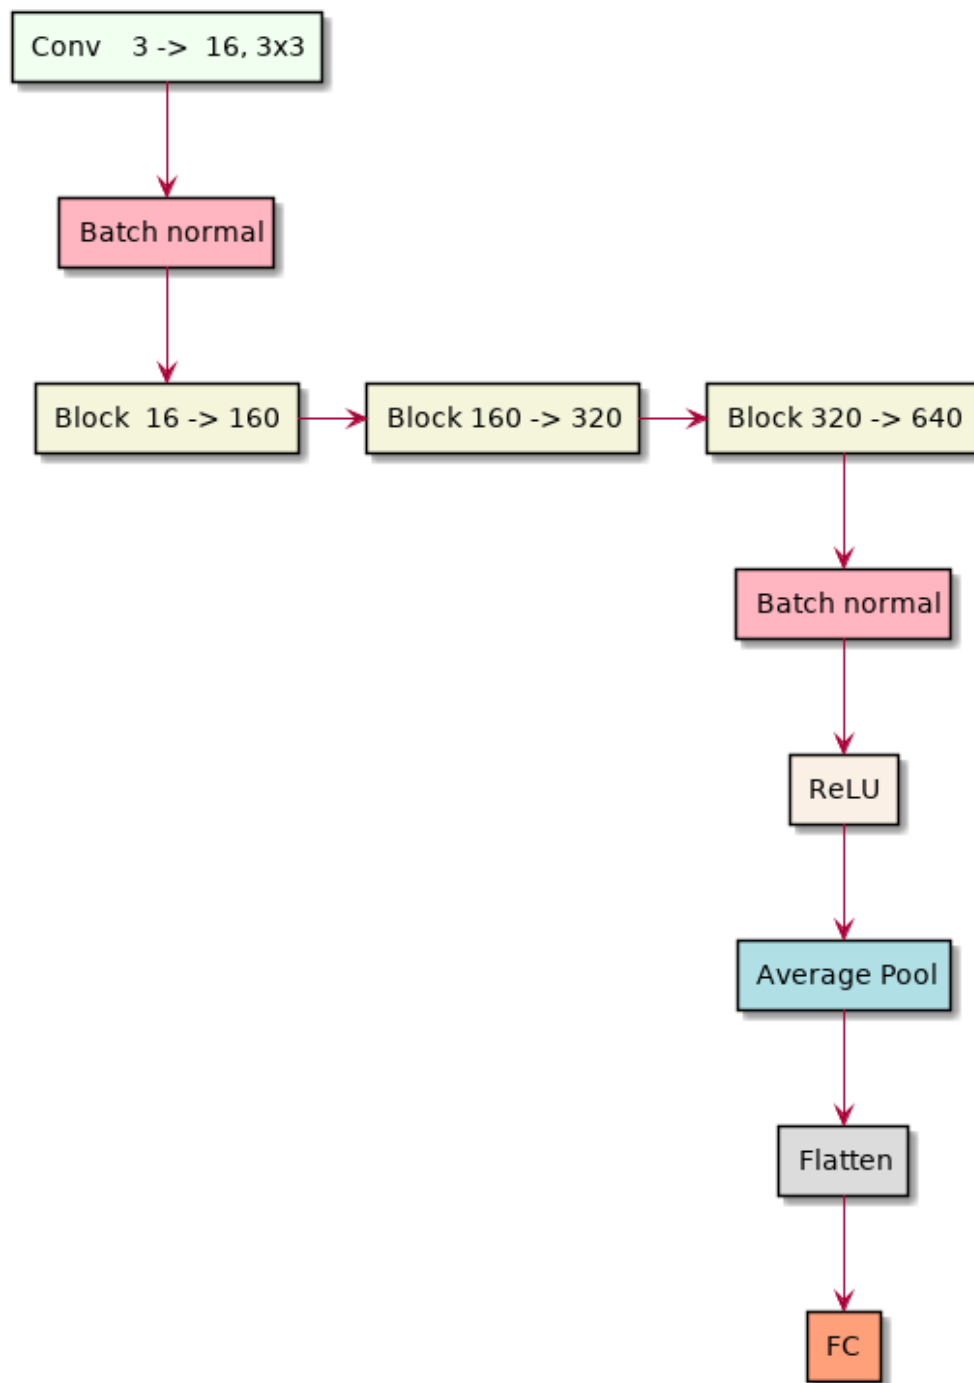 Conv 3 -> 16, 3x3
Batch normal
Block 16 -> 160
Block 160 -> 320
Block 320 -> 640
Batch normal
ReLU
Average Pool
Flatten
FC